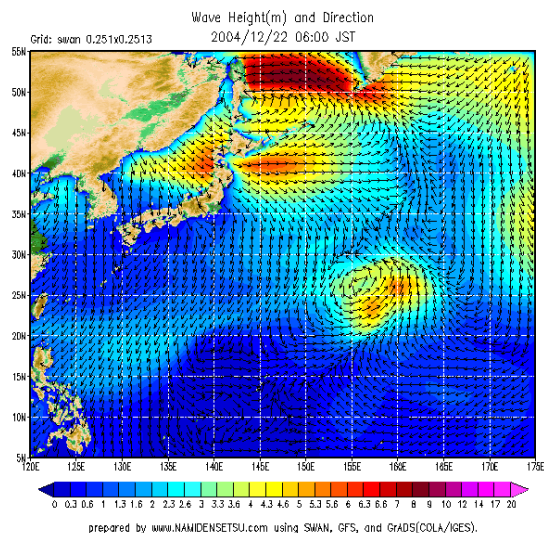 Wave Height(m) and Direction
Grid: swan 0.251x0.2513
2004/12/22 06:00 JST
55N
50N
45N
40N
35N
30N
25N
20N
15N
10N
5N
120E 125E 130E 135E 140E 145E 150E 155E 160E 165E 170E 175E
0 0.3 0.6 1 1.3 1.6 2 2.3 2.6 3 3.3 3.6 4 4.3 4.6 5 5.3 5.6 6 6.3 6.6 7 8 9 10 12 14 17 20
prepared by www.NAMIDENSETSU.com using SWAN, GFS, and GrADS(COLA/IGES).